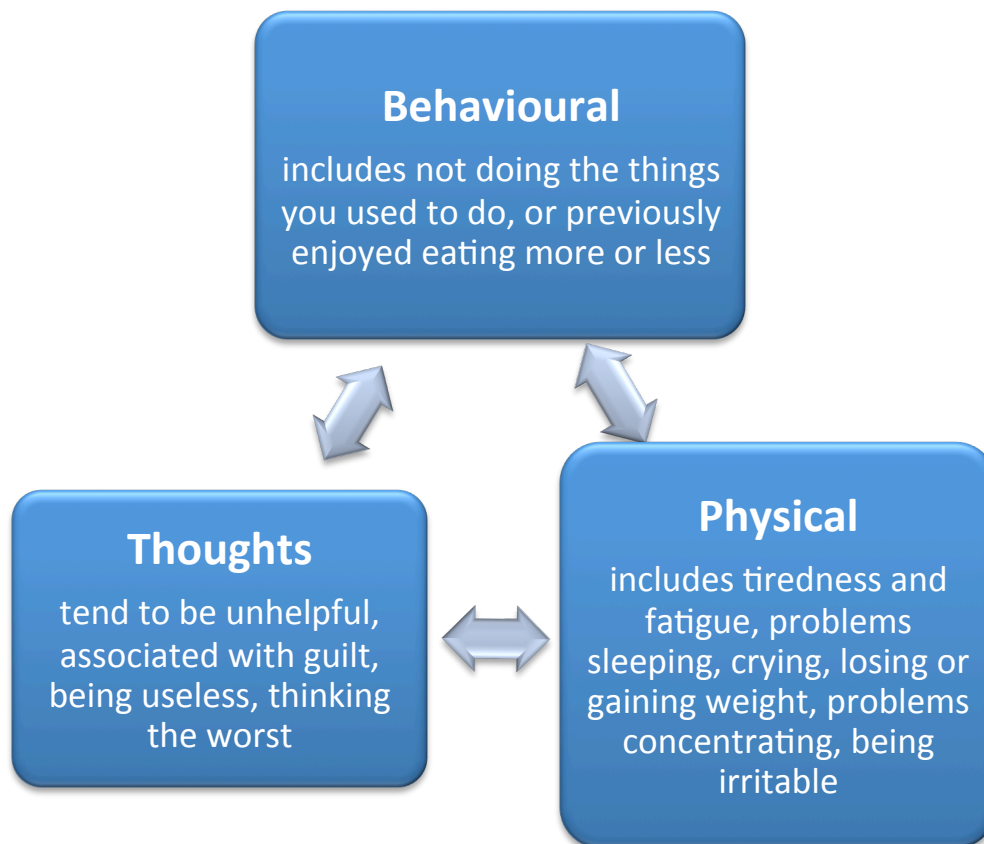 Behavioural
includes not doing the things
you used to do, or previously
enjoyed eating more or less
Thoughts
tend to be unhelpful,
associated with guilt,
being useless, thinking
the worst
Physical
includes tiredness and
fatigue, problems
sleeping, crying, losing or
gaining weight, problems
concentrating, being
irritable